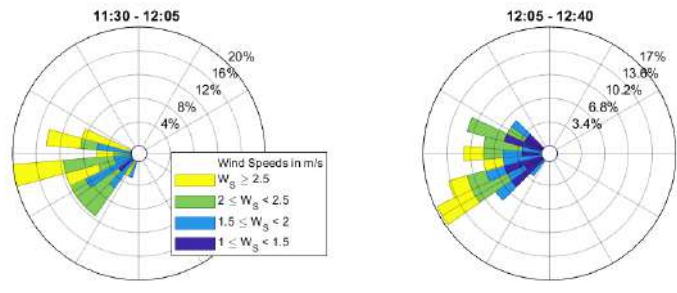 11:30 - 12:05
20%
16%
12%
8%
4%
Wind Speeds in m/s
W_S ≥ 2.5
2 ≤ W_S < 2.5
1.5 ≤ W_S < 2
1 ≤ W_S < 1.5
12:05 - 12:40
17%
13.6%
10.2%
6.8%
3.4%